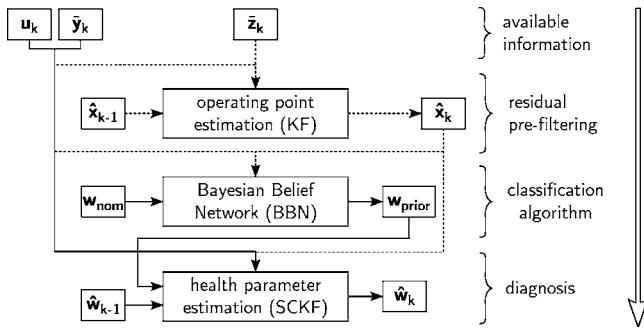 u_k ȳ_k z̄_k available
information
x̂_k-1 operating point
estimation (KF) x̂_k residual
pre-filtering
w_nom Bayesian Belief
Network (BBN) w_prior classification
algorithm
ŵ_k-1 health parameter
estimation (SCKF) ŵ_k diagnosis